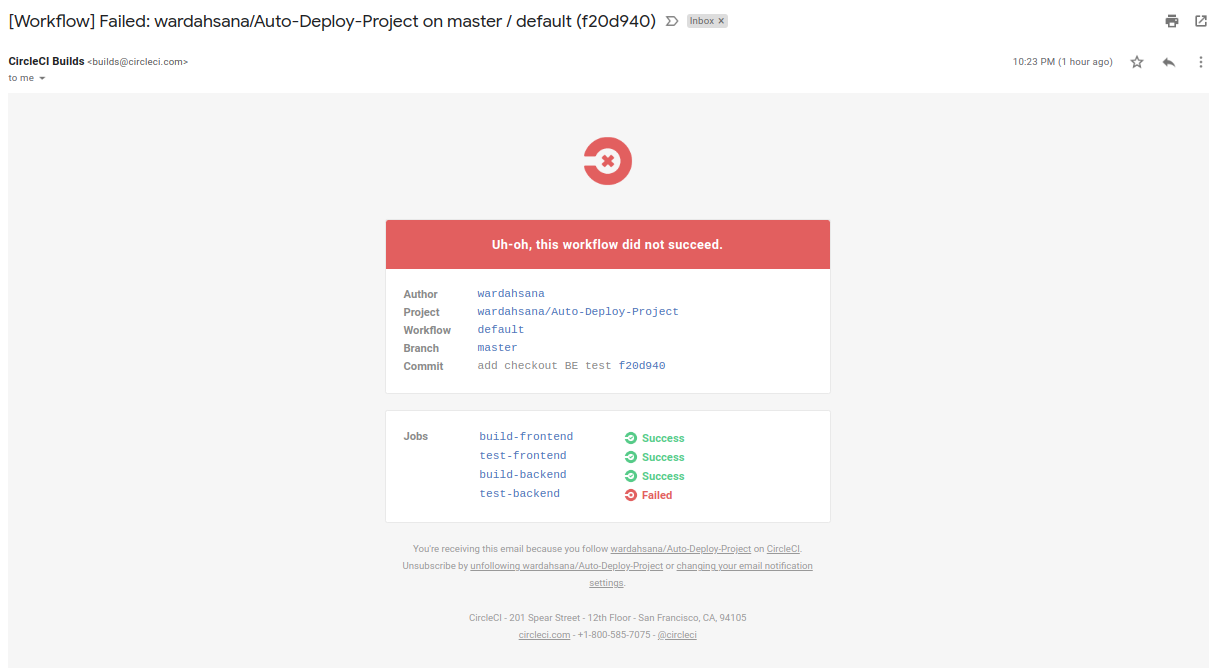 [Workflow] Failed: wardahsana/Auto-Deploy-Project on master / default (f20d940) Inbox x
CircleCI Builds <builds@circleci.com> 10:23 PM (1 hour ago)
to me
Uh-oh, this workflow did not succeed.
Author wardahsana
Project wardahsana/Auto-Deploy-Project
Workflow default
Branch master
Commit add checkout BE test f20d940
Jobs build-frontend Success
test-frontend Success
build-backend Success
test-backend Failed
You're receiving this email because you follow wardahsana/Auto-Deploy-Project on CircleCI.
Unsubscribe by unfollowing wardahsana/Auto-Deploy-Project or changing your email notification
settings.
CircleCI - 201 Spear Street - 12th Floor - San Francisco, CA, 94105
circleci.com - +1-800-585-7075 - @circleci